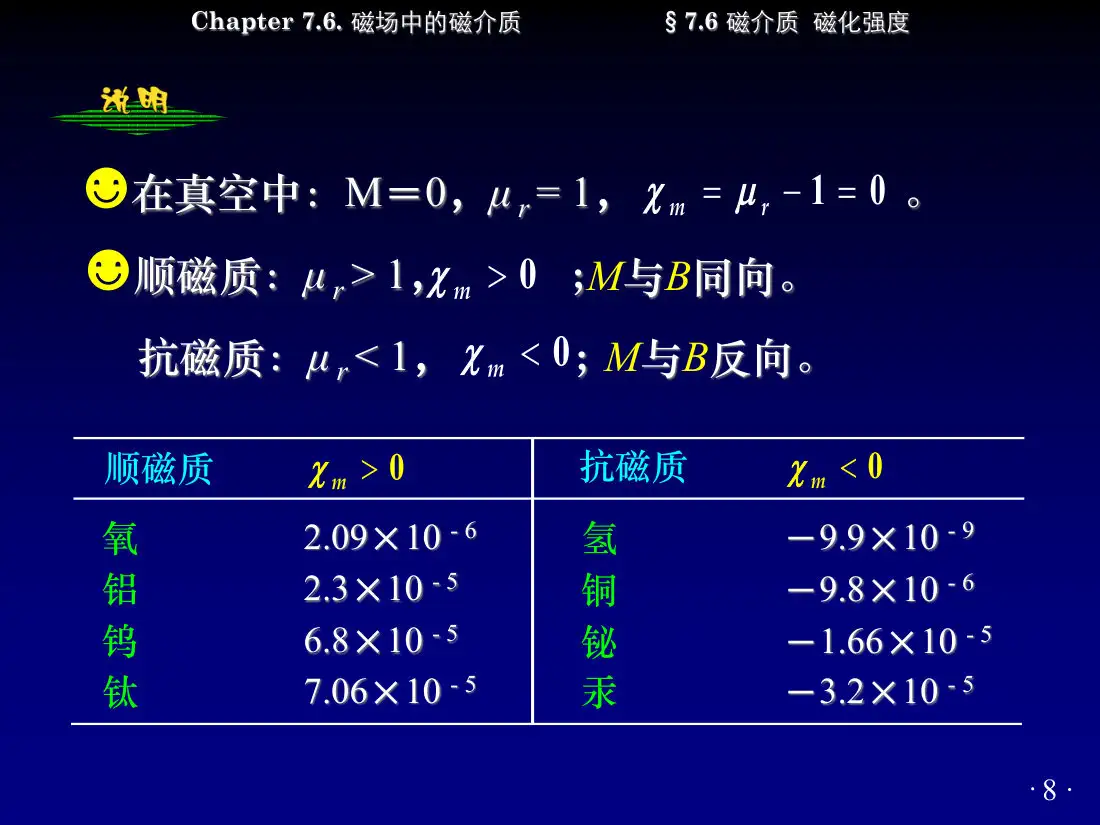 Chapter 7.6. 磁场中的磁介质 § 7.6 磁介质 磁化强度
说明
在真空中：M＝0，μr = 1， χm = μr − 1 = 0 。
顺磁质：μr > 1，χm > 0 ;M与B同向。
抗磁质：μr < 1， χm < 0；M与B反向。
顺磁质 χm > 0 抗磁质 χm < 0
氧 2.09×10 - 6 氢 －9.9×10 - 9
铝 2.3×10 - 5 铜 －9.8×10 - 6
钨 6.8×10 - 5 铋 －1.66×10 - 5
钛 7.06×10 - 5 汞 －3.2×10 - 5
· 8 ·